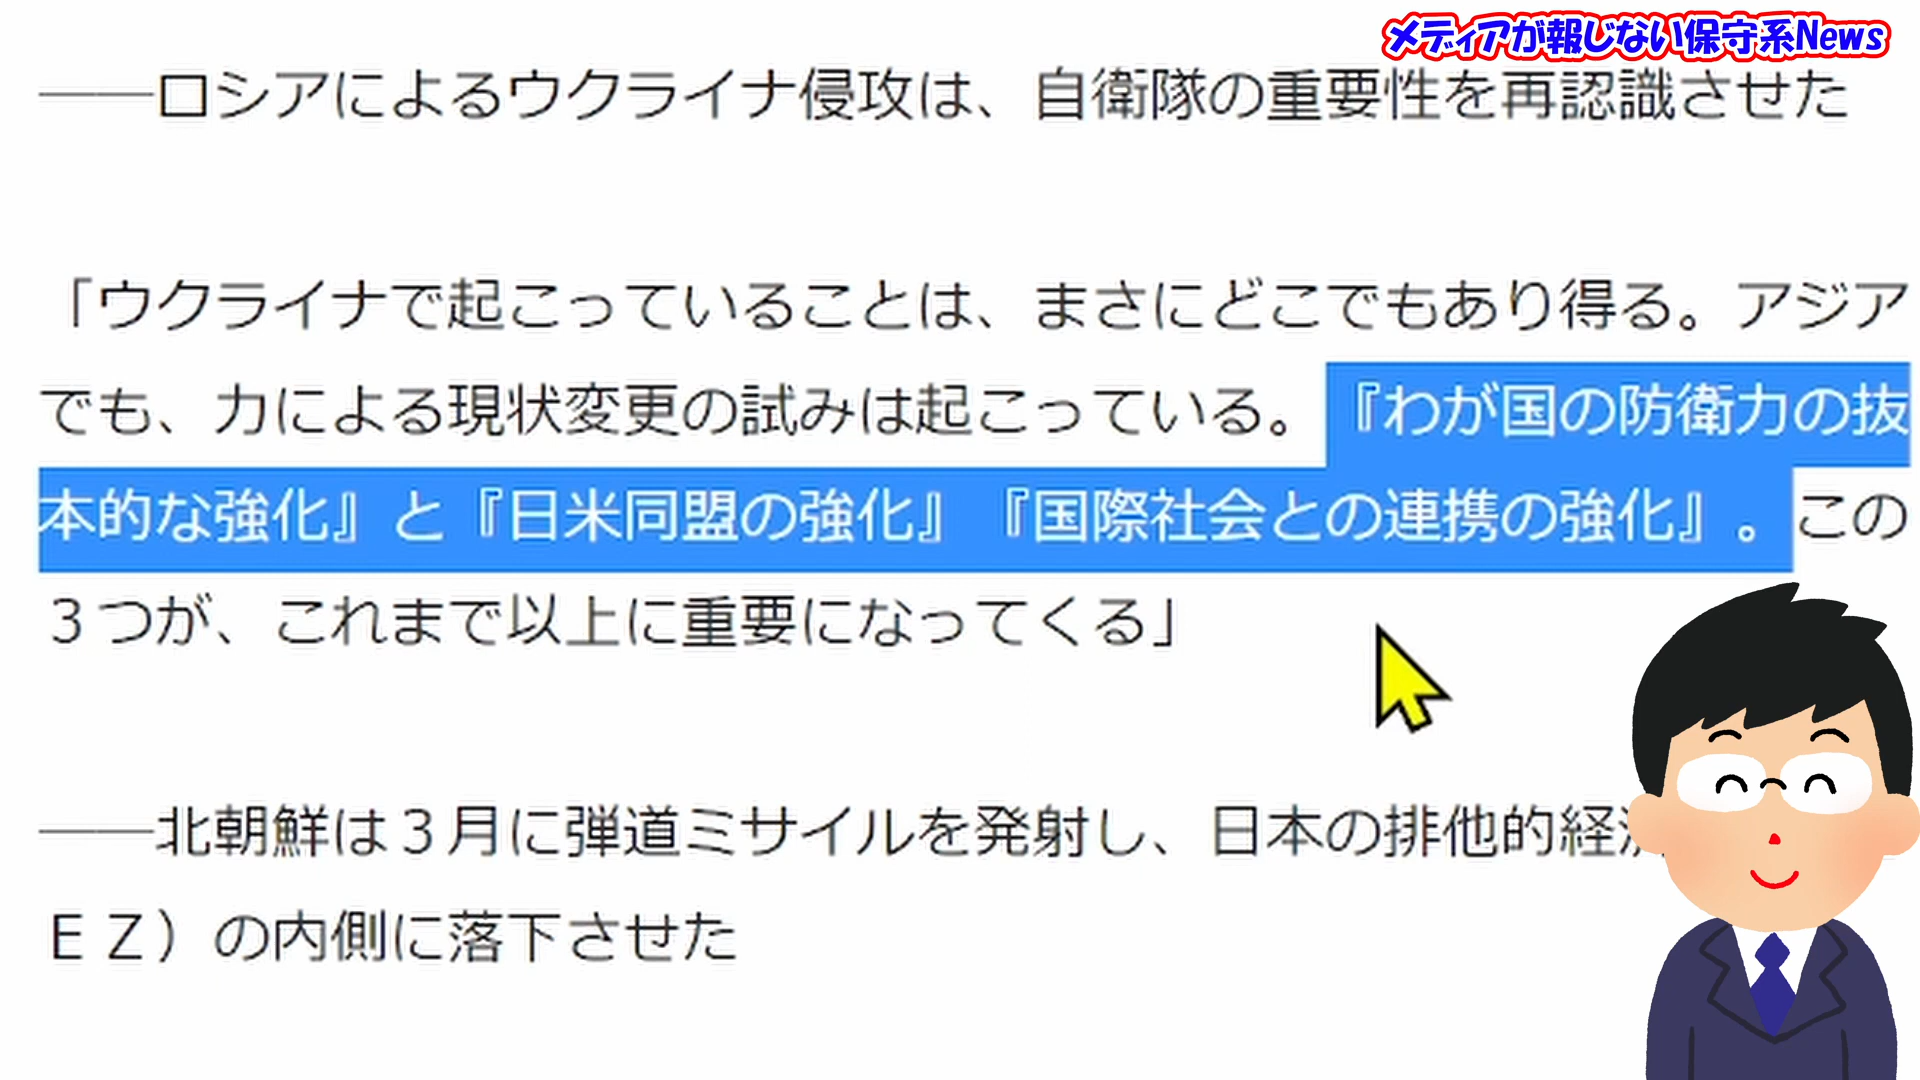 メディアが報じない保守系News
――ロシアによるウクライナ侵攻は、自衛隊の重要性を再認識させた
「ウクライナで起こっていることは、まさにどこでもあり得る。アジア
でも、力による現状変更の試みは起こっている。『わが国の防衛力の抜
本的な強化』と『日米同盟の強化』『国際社会との連携の強化』。この
３つが、これまで以上に重要になってくる」
――北朝鮮は３月に弾道ミサイルを発射し、日本の排他的経
ＥＺ）の内側に落下させた